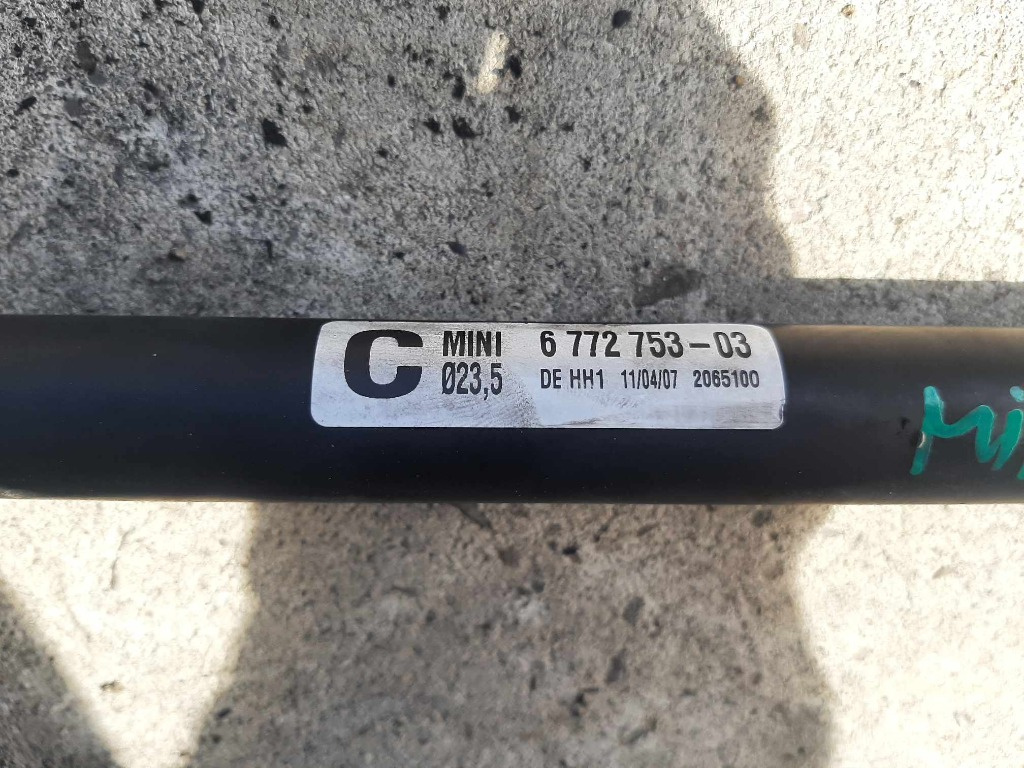 C MINI 6 772 753-03
Ø23,5 DE HH1 11/04/07 2065100